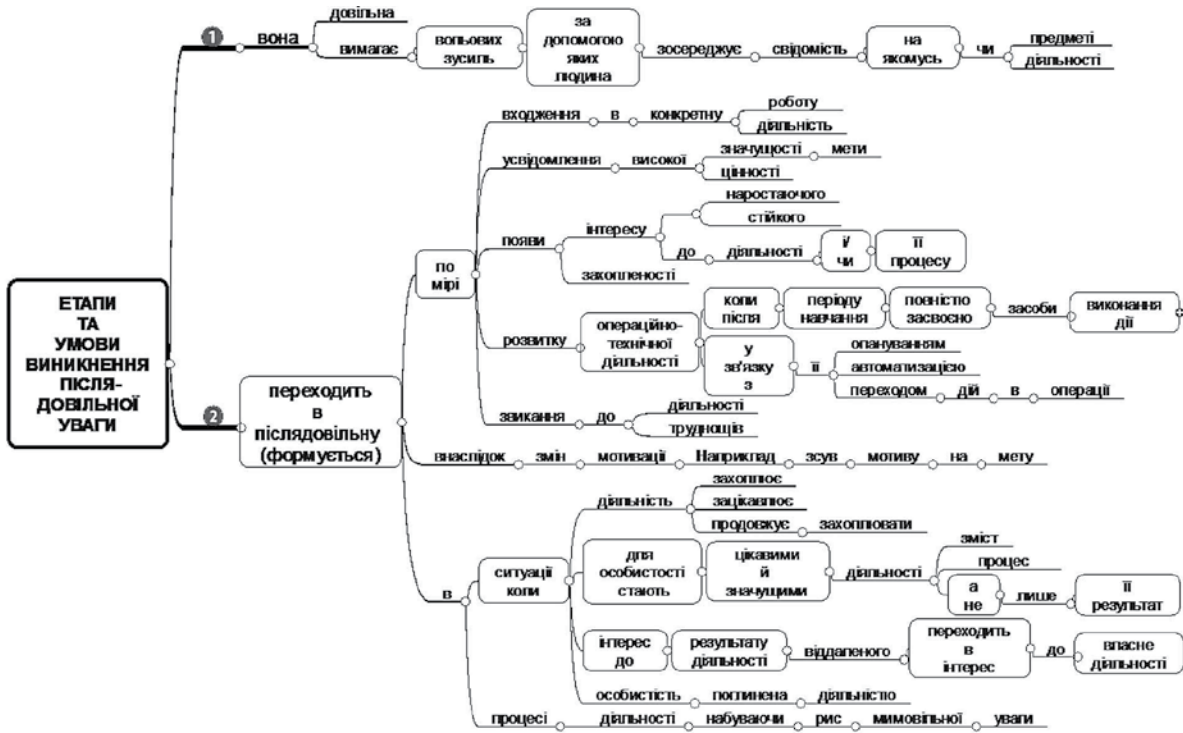 ЕТАПИ
ТА
УМОВИ
ВИНИКНЕННЯ
ПІСЛЯ-
ДОВІЛЬНОЇ
УВАГИ
1
вона
довільна
вимагає
вольових
зусиль
за
допомогою
яких
людина
зосереджує
свідомість
на
якомусь
чи
предметі
діяльності
2
переходить
в
післядовільну
(формується)
по
мірі
входження
в
конкретну
роботу
діяльність
усвідомлення
високої
значущості
мети
цінності
появи
інтересу
наростаючого
стійкого
до
діяльності
і/
чи
її
процесу
захопленості
розвитку
операційно-
технічної
діяльності
коли
після
періоду
навчання
повністю
засвоєно
засоби
виконання
дії
у
зв'язку
з
її
опануванням
автоматизацією
переходом
дій
в
операції
звикання
до
діяльності
труднощів
внаслідок
змін
мотивації
Наприклад
зсув
мотиву
на
мету
в
ситуації
коли
діяльність
захоплює
зацікавлює
продовжує
захоплювати
для
особистості
стають
цікавими
й
значущими
діяльності
зміст
процес
а
не
лише
її
результат
інтерес
до
результату
діяльності
віддаленого
переходить
в
інтерес
до
власне
діяльності
особистість
поглинена
діяльністю
процесі
діяльності
набуваючи
рис
мимовільної
уваги